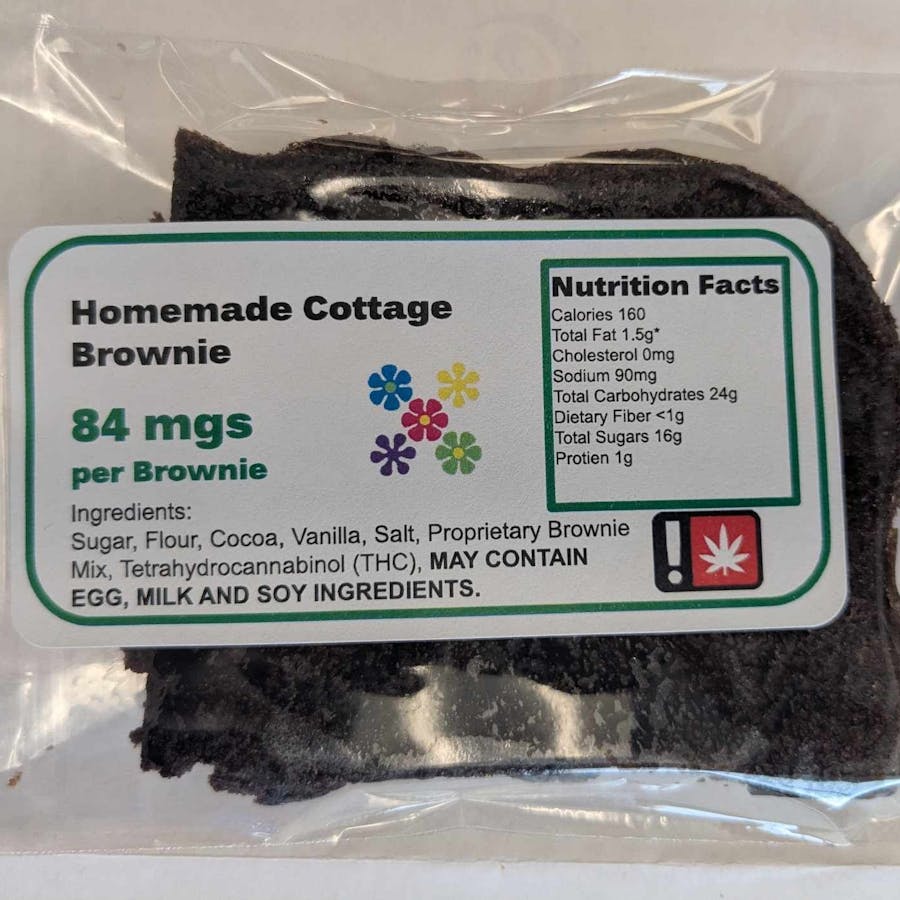 Homemade Cottage
Brownie
84 mgs
per Brownie
Ingredients:
Sugar, Flour, Cocoa, Vanilla, Salt, Proprietary Brownie
Mix, Tetrahydrocannabinol (THC), MAY CONTAIN
EGG, MILK AND SOY INGREDIENTS.
Nutrition Facts
Calories 160
Total Fat 1.5g*
Cholesterol 0mg
Sodium 90mg
Total Carbohydrates 24g
Dietary Fiber <1g
Total Sugars 16g
Protien 1g
!